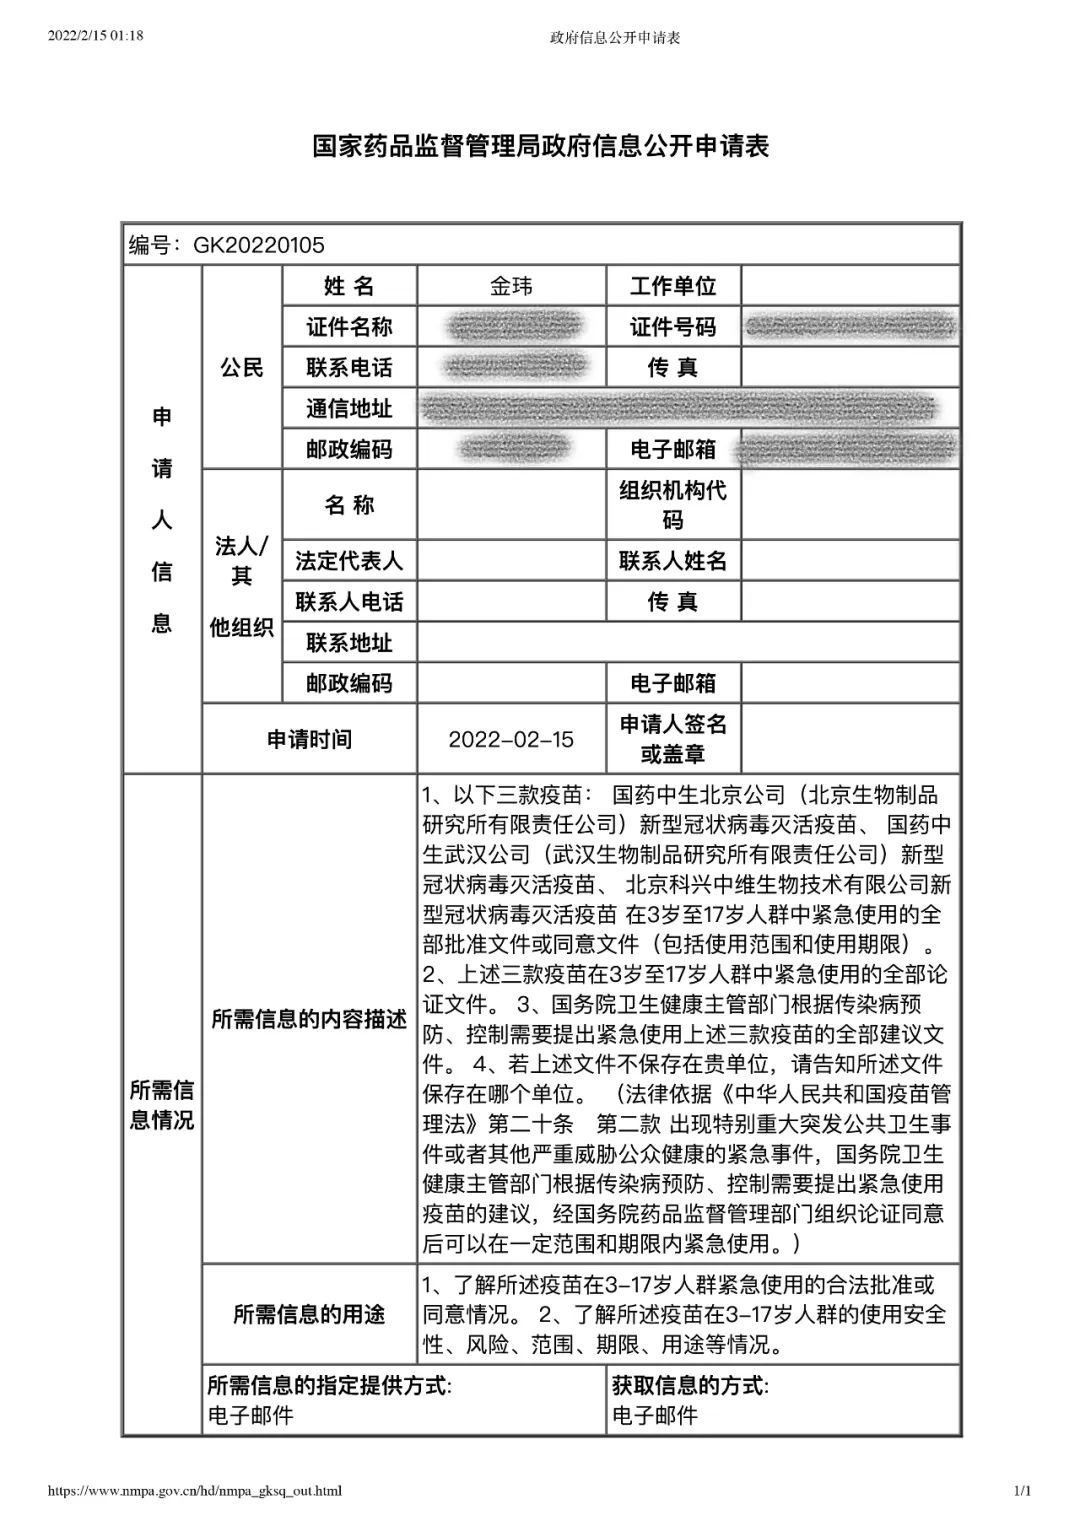 2022/2/15 01:18
政府信息公开申请表
国家药品监督管理局政府信息公开申请表
编号：GK20220105
申
请
人
信
息
公民
姓 名
金玮
工作单位
证件名称
证件号码
联系电话
传 真
通信地址
邮政编码
电子邮箱
法人/
其
他组织
名 称
组织机构代
码
法定代表人
联系人姓名
联系人电话
传 真
联系地址
邮政编码
电子邮箱
申请时间
2022-02-15
申请人签名
或盖章
所需信
息情况
所需信息的内容描述
1、以下三款疫苗： 国药中生北京公司（北京生物制品
研究所有限责任公司）新型冠状病毒灭活疫苗、 国药中
生武汉公司（武汉生物制品研究所有限责任公司）新型
冠状病毒灭活疫苗、 北京科兴中维生物技术有限公司新
型冠状病毒灭活疫苗 在3岁至17岁人群中紧急使用的全
部批准文件或同意文件（包括使用范围和使用期限）。
2、上述三款疫苗在3岁至17岁人群中紧急使用的全部论
证文件。 3、国务院卫生健康主管部门根据传染病预
防、控制需要提出紧急使用上述三款疫苗的全部建议文
件。 4、若上述文件不保存在贵单位，请告知所述文件
保存在哪个单位。 （法律依据《中华人民共和国疫苗管
理法》第二十条 第二款 出现特别重大突发公共卫生事
件或者其他严重威胁公众健康的紧急事件，国务院卫生
健康主管部门根据传染病预防、控制需要提出紧急使用
疫苗的建议，经国务院药品监督管理部门组织论证同意
后可以在一定范围和期限内紧急使用。）
所需信息的用途
1、了解所述疫苗在3-17岁人群紧急使用的合法批准或
同意情况。 2、了解所述疫苗在3-17岁人群的使用安全
性、风险、范围、期限、用途等情况。
所需信息的指定提供方式:
电子邮件
获取信息的方式:
电子邮件
https://www.nmpa.gov.cn/hd/nmpa_gksq_out.html
1/1